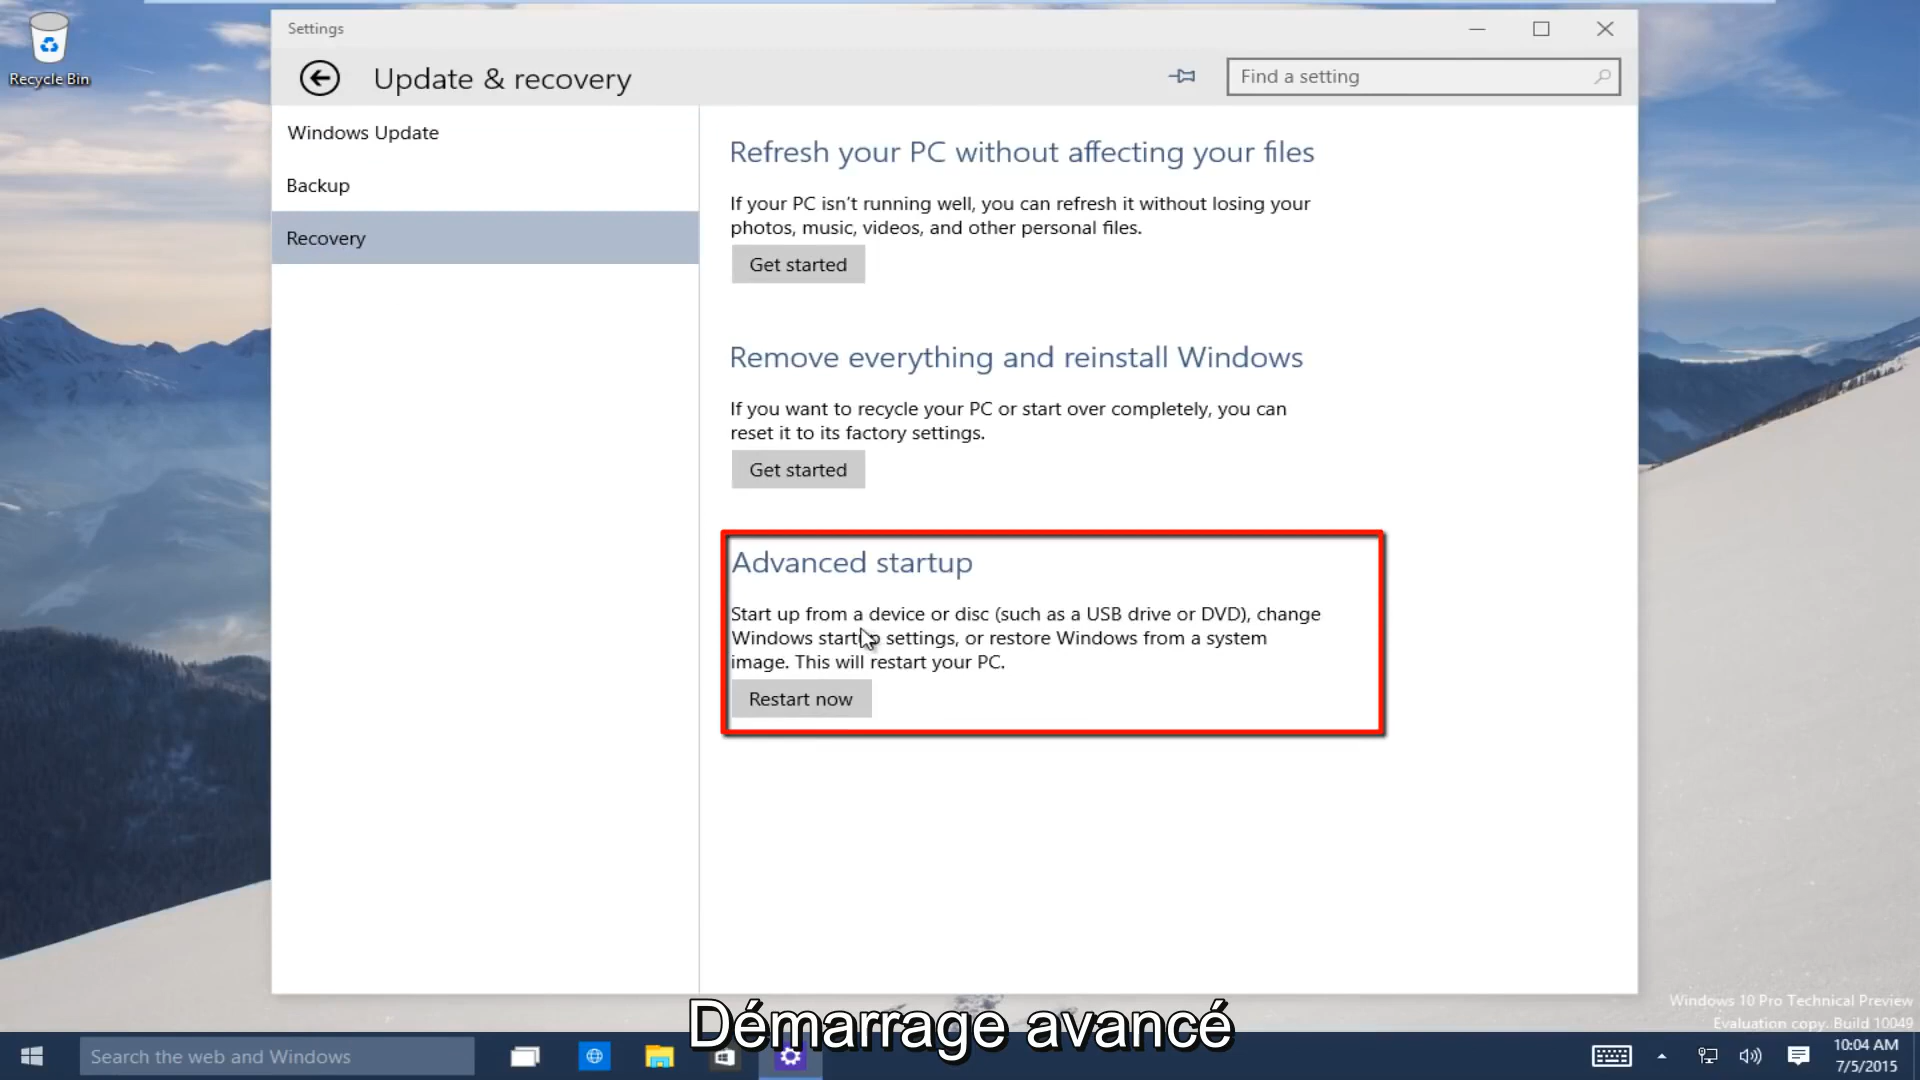 Recycle Bin
Settings
Update & recovery
Find a setting
Windows Update
Backup
Recovery
Refresh your PC without affecting your files
If your PC isn't running well, you can refresh it without losing your
photos, music, videos, and other personal files.
Get started
Remove everything and reinstall Windows
If you want to recycle your PC or start over completely, you can
reset it to its factory settings.
Get started
Advanced startup
Start up from a device or disc (such as a USB drive or DVD), change
Windows startup settings, or restore Windows from a system
image. This will restart your PC.
Restart now
Windows 10 Pro Technical Preview
Evaluation copy. Build 10049
Démarrage avancé
Search the web and Windows
10:04 AM
7/5/2015